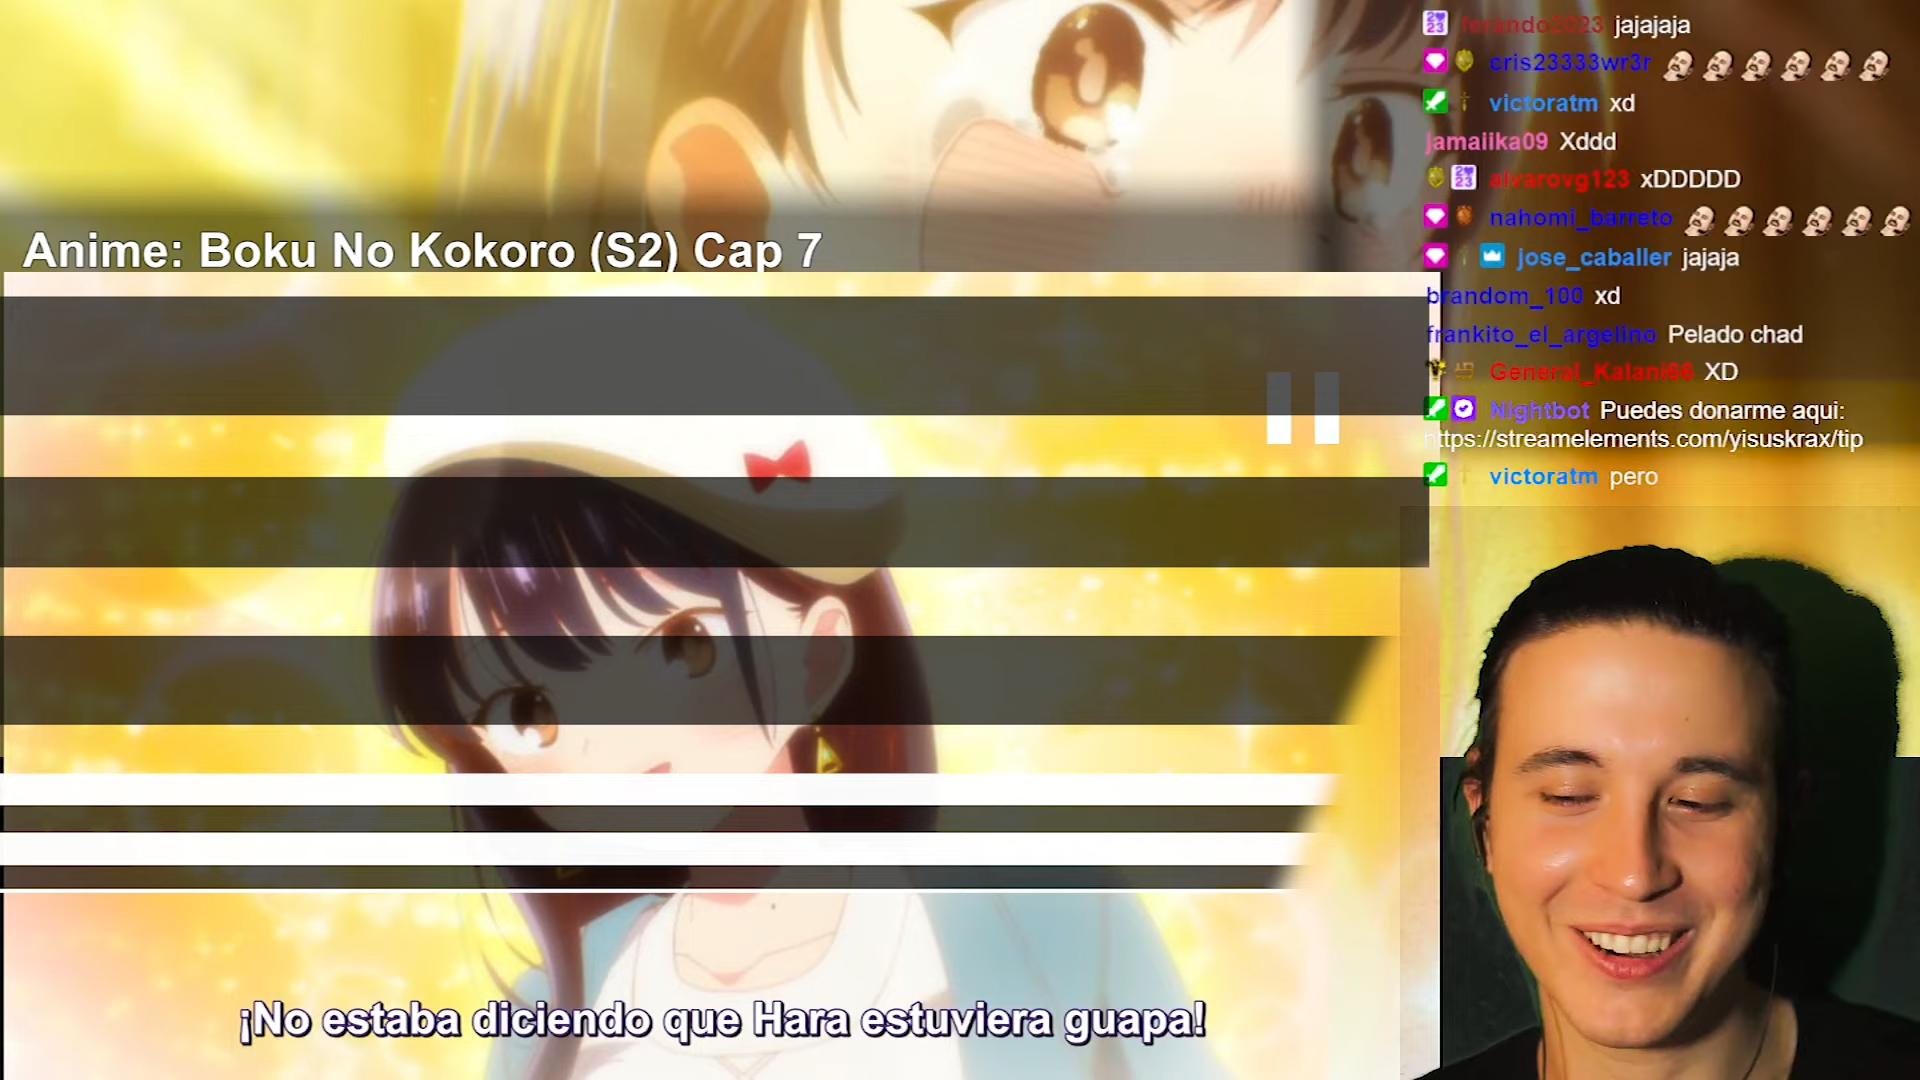 Anime: Boku No Kokoro (S2) Cap 7
¡No estaba diciendo que Hara estuviera guapa!
ferando2023 jajajaja
cris23333wr3r
victoratm xd
jamaiika09 Xddd
alvarovg123 xDDDDD
nahomi_barreto
jose_caballer jajaja
brandom_100 xd
frankito_el_argelino Pelado chad
General_Kalani66 XD
Nightbot Puedes donarme aqui:
https://streamelements.com/yisuskrax/tip
victoratm pero